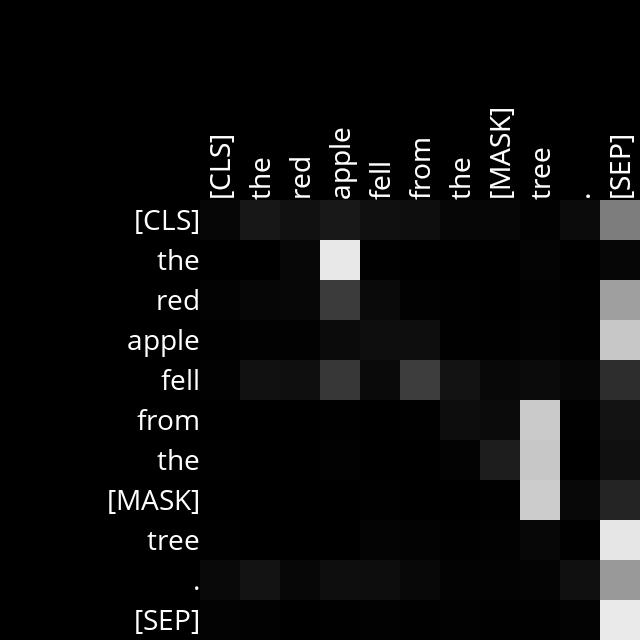 [CLS] the red apple fell from the [MASK] tree . [SEP]
[CLS]
the
red
apple
fell
from
the
[MASK]
tree
.
[SEP]